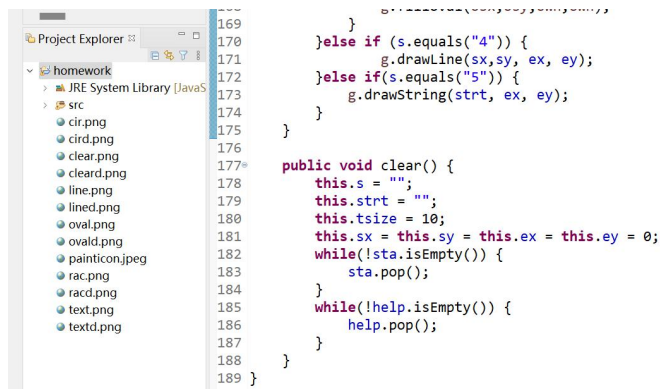 Project Explorer
homework
JRE System Library [JavaS
src
cir.png
cird.png
clear.png
cleard.png
line.png
lined.png
oval.png
ovald.png
painticon.jpeg
rac.png
racd.png
text.png
textd.png
169 }
170 }else if (s.equals("4")) {
171 g.drawLine(sx,sy, ex, ey);
172 }else if(s.equals("5")) {
173 g.drawString(strt, ex, ey);
174 }
175 }
176
177 public void clear() {
178 this.s = "";
179 this.strt = "";
180 this.tsize = 10;
181 this.sx = this.sy = this.ex = this.ey = 0;
182 while(!sta.isEmpty()) {
183 sta.pop();
184 }
185 while(!help.isEmpty()) {
186 help.pop();
187 }
188 }
189 }